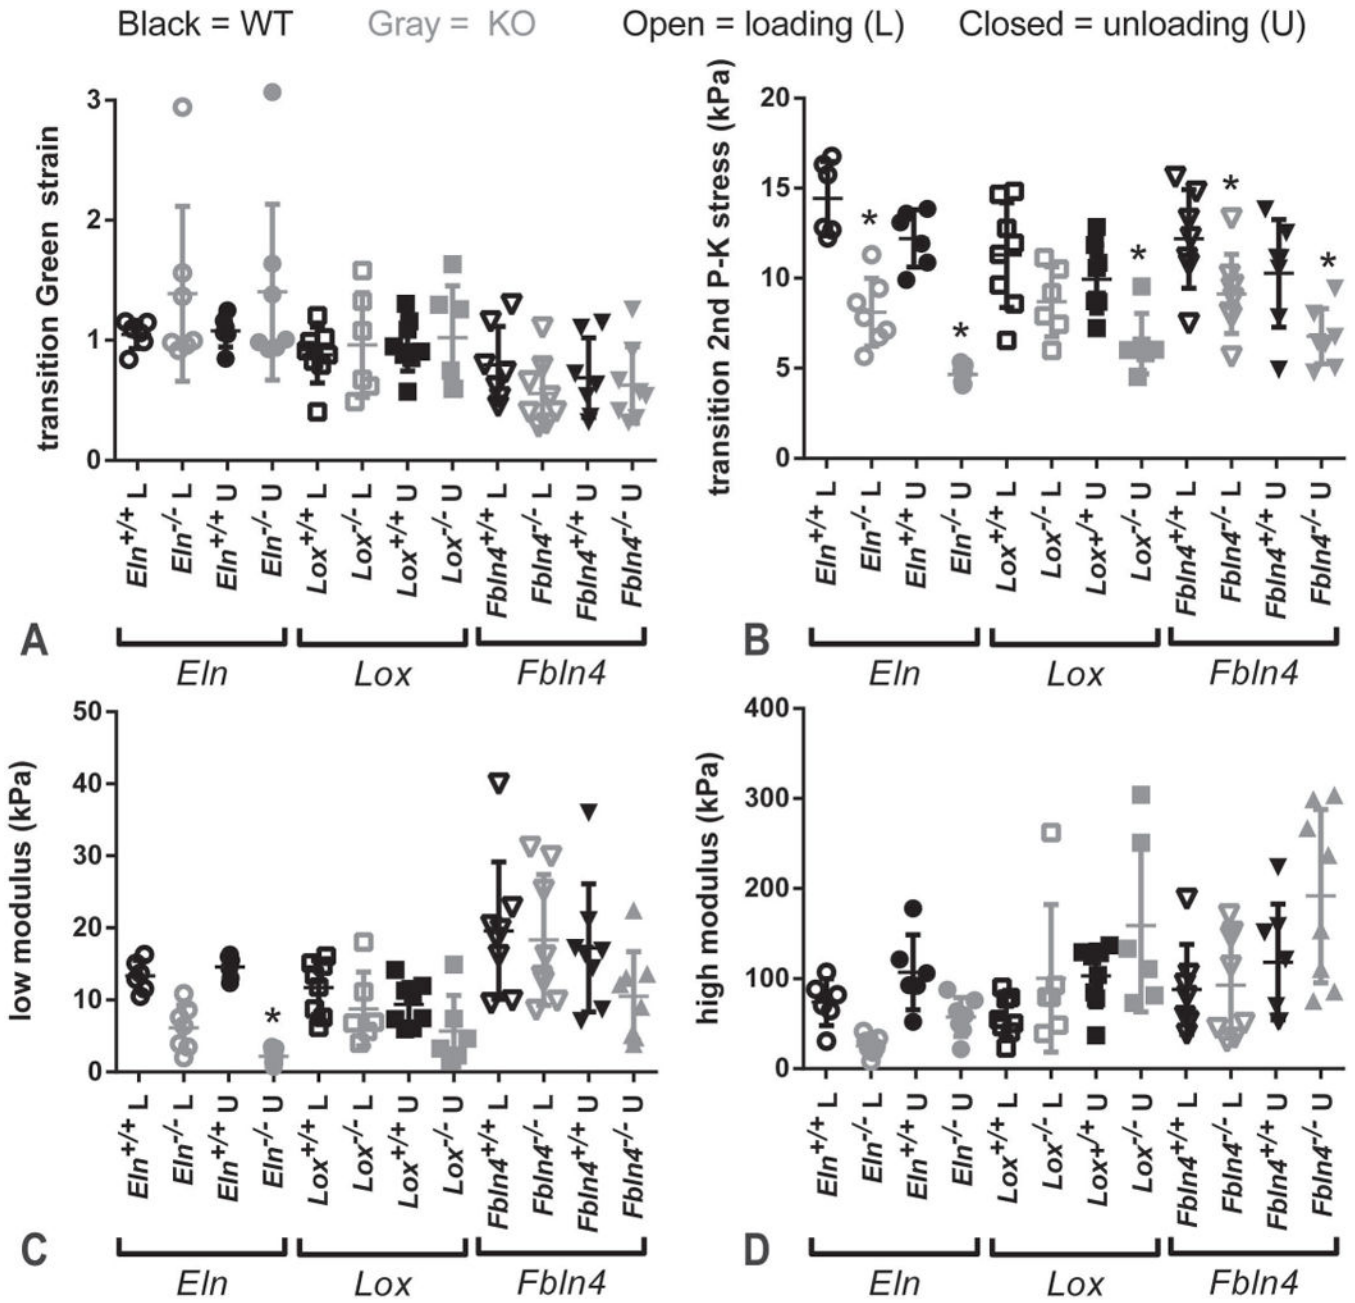 Black = WT Gray = KO Open = loading (L) Closed = unloading (U)
transition Green strain
3
2
1
0
Eln+/+ L
Eln-/- L
Eln+/+ U
Eln-/- U
Lox+/+ L
Lox-/- L
Lox+/+ U
Lox-/- U
Fbln4+/+ L
Fbln4-/- L
Fbln4+/+ U
Fbln4-/- U
A
Eln Lox Fbln4
transition 2nd P-K stress (kPa)
20
15
10
5
0
* * * * *
Eln+/+ L
Eln-/- L
Eln+/+ U
Eln-/- U
Lox+/+ L
Lox-/- L
Lox+/+ U
Lox-/- U
Fbln4+/+ L
Fbln4-/- L
Fbln4+/+ U
Fbln4-/- U
B
Eln Lox Fbln4
low modulus (kPa)
50
40
30
20
10
0
*
Eln+/+ L
Eln-/- L
Eln+/+ U
Eln-/- U
Lox+/+ L
Lox-/- L
Lox+/+ U
Lox-/- U
Fbln4+/+ L
Fbln4-/- L
Fbln4+/+ U
Fbln4-/- U
C
Eln Lox Fbln4
high modulus (kPa)
400
300
200
100
0
Eln+/+ L
Eln-/- L
Eln+/+ U
Eln-/- U
Lox+/+ L
Lox-/- L
Lox+/+ U
Lox-/- U
Fbln4+/+ L
Fbln4-/- L
Fbln4+/+ U
Fbln4-/- U
D
Eln Lox Fbln4